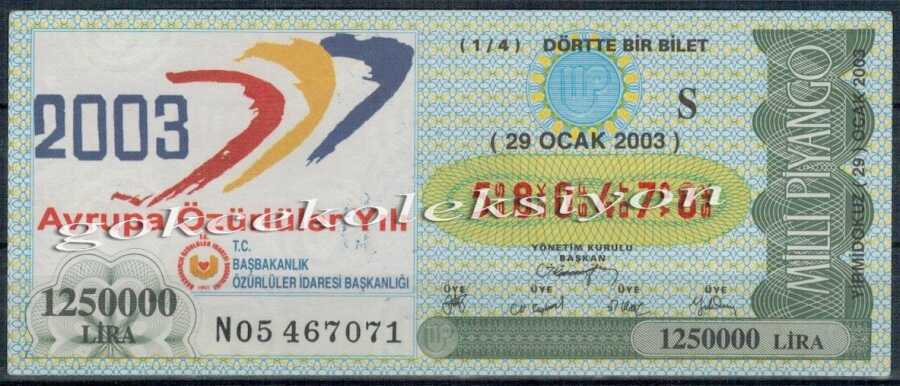 2003
Avrupa Özürlüler Yılı
T.C.
BAŞBAKANLIK
ÖZÜRLÜLER İDARESİ BAŞKANLIĞI
1250000
LİRA
N05 467071
(1/4) DÖRTTE BİR BİLET
S
(29 OCAK 2003)
gokcekoleksiyon
YÖNETİM KURULU
BAŞKAN
ÜYE ÜYE ÜYE ÜYE
1250000 LİRA
MİLLİ PİYANGO
YİRMİDOKUZ (29) OCAK 2003